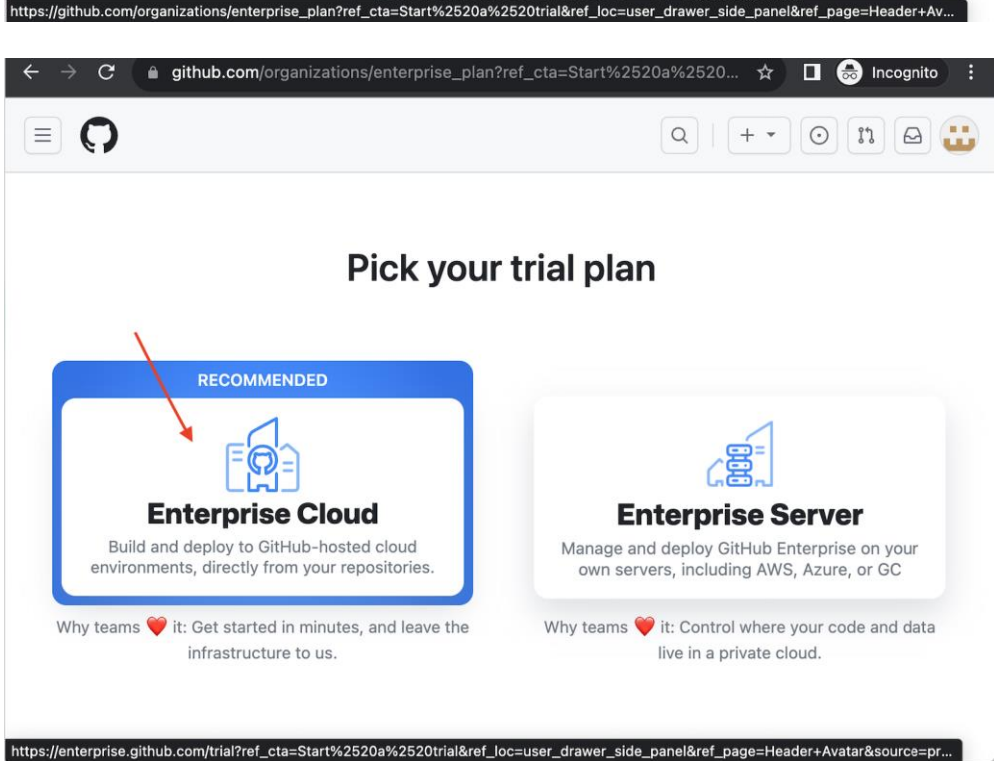 https://github.com/organizations/enterprise_plan?ref_cta=Start%2520a%2520trial&ref_loc=user_drawer_side_panel&ref_page=Header+Av...
github.com/organizations/enterprise_plan?ref_cta=Start%2520a%2520... Incognito
Pick your trial plan
RECOMMENDED
Enterprise Cloud
Build and deploy to GitHub-hosted cloud
environments, directly from your repositories.
Why teams ❤️ it: Get started in minutes, and leave the
infrastructure to us.
Enterprise Server
Manage and deploy GitHub Enterprise on your
own servers, including AWS, Azure, or GC
Why teams ❤️ it: Control where your code and data
live in a private cloud.
https://enterprise.github.com/trial?ref_cta=Start%2520a%2520trial&ref_loc=user_drawer_side_panel&ref_page=Header+Avatar&source=pr...